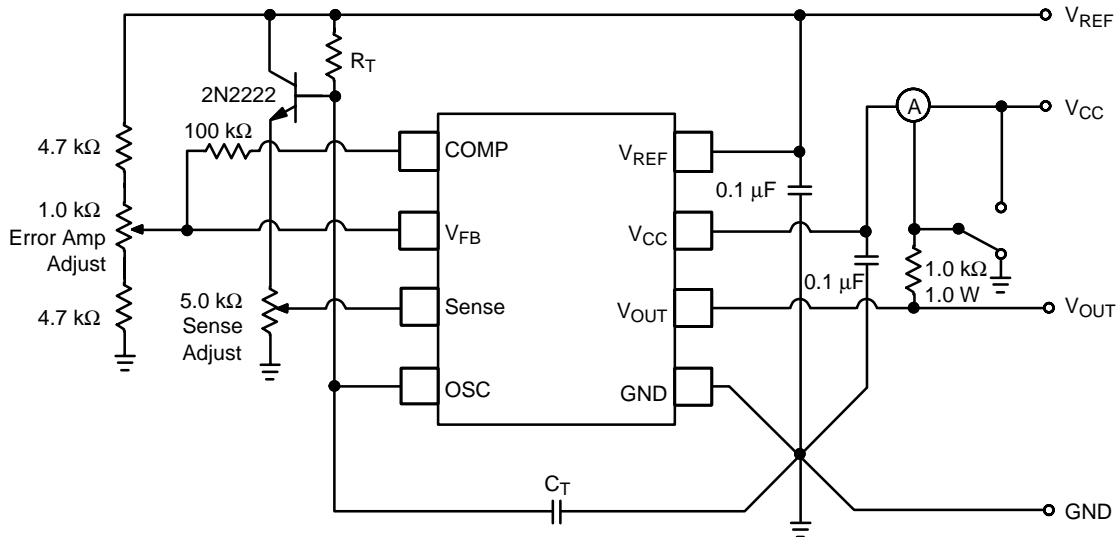 V_REF
R_T
2N2222
A
V_CC
100 kΩ
COMP
V_REF
4.7 kΩ
0.1 µF
1.0 kΩ
Error Amp
Adjust
V_FB
V_CC
0.1 µF
1.0 kΩ
1.0 W
4.7 kΩ
5.0 kΩ
Sense
Adjust
Sense
V_OUT
V_OUT
OSC
GND
C_T
GND